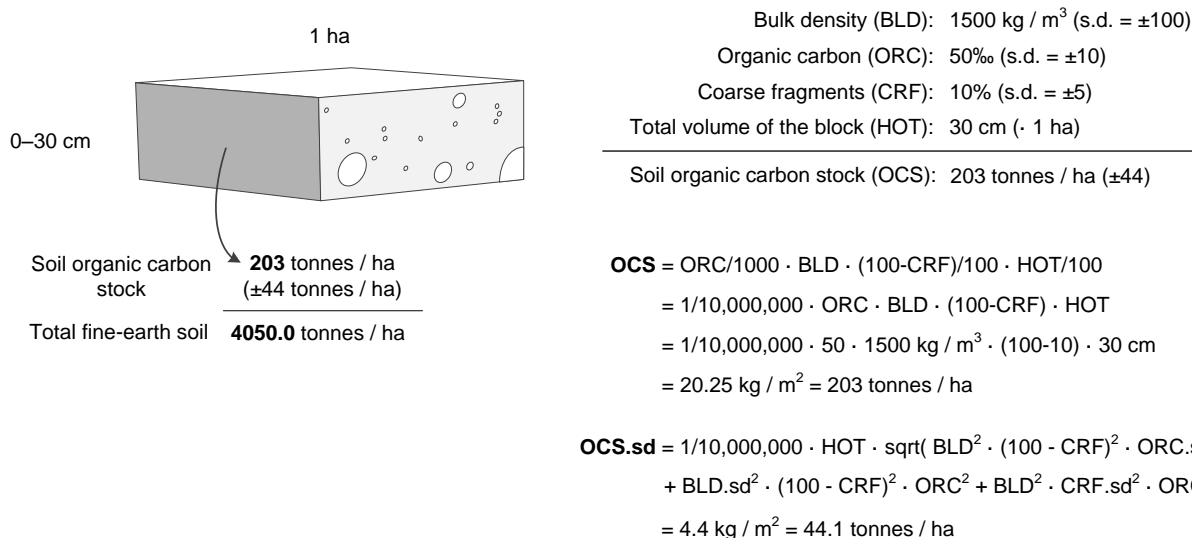 1 ha
0–30 cm
Soil organic carbon stock
203 tonnes / ha
(±44 tonnes / ha)
Total fine-earth soil 4050.0 tonnes / ha
Bulk density (BLD): 1500 kg / m³ (s.d. = ±100)
Organic carbon (ORC): 50‰ (s.d. = ±10)
Coarse fragments (CRF): 10% (s.d. = ±5)
Total volume of the block (HOT): 30 cm (· 1 ha)
Soil organic carbon stock (OCS): 203 tonnes / ha (±44)
OCS = ORC/1000 · BLD · (100-CRF)/100 · HOT/100
= 1/10,000,000 · ORC · BLD · (100-CRF) · HOT
= 1/10,000,000 · 50 · 1500 kg / m³ · (100-10) · 30 cm
= 20.25 kg / m² = 203 tonnes / ha
OCS.sd = 1/10,000,000 · HOT · sqrt( BLD² · (100 - CRF)² ·
+ BLD.sd² · (100 - CRF)² · ORC² + BLD² · CRF.sd² ·
= 4.4 kg / m² = 44.1 tonnes / ha